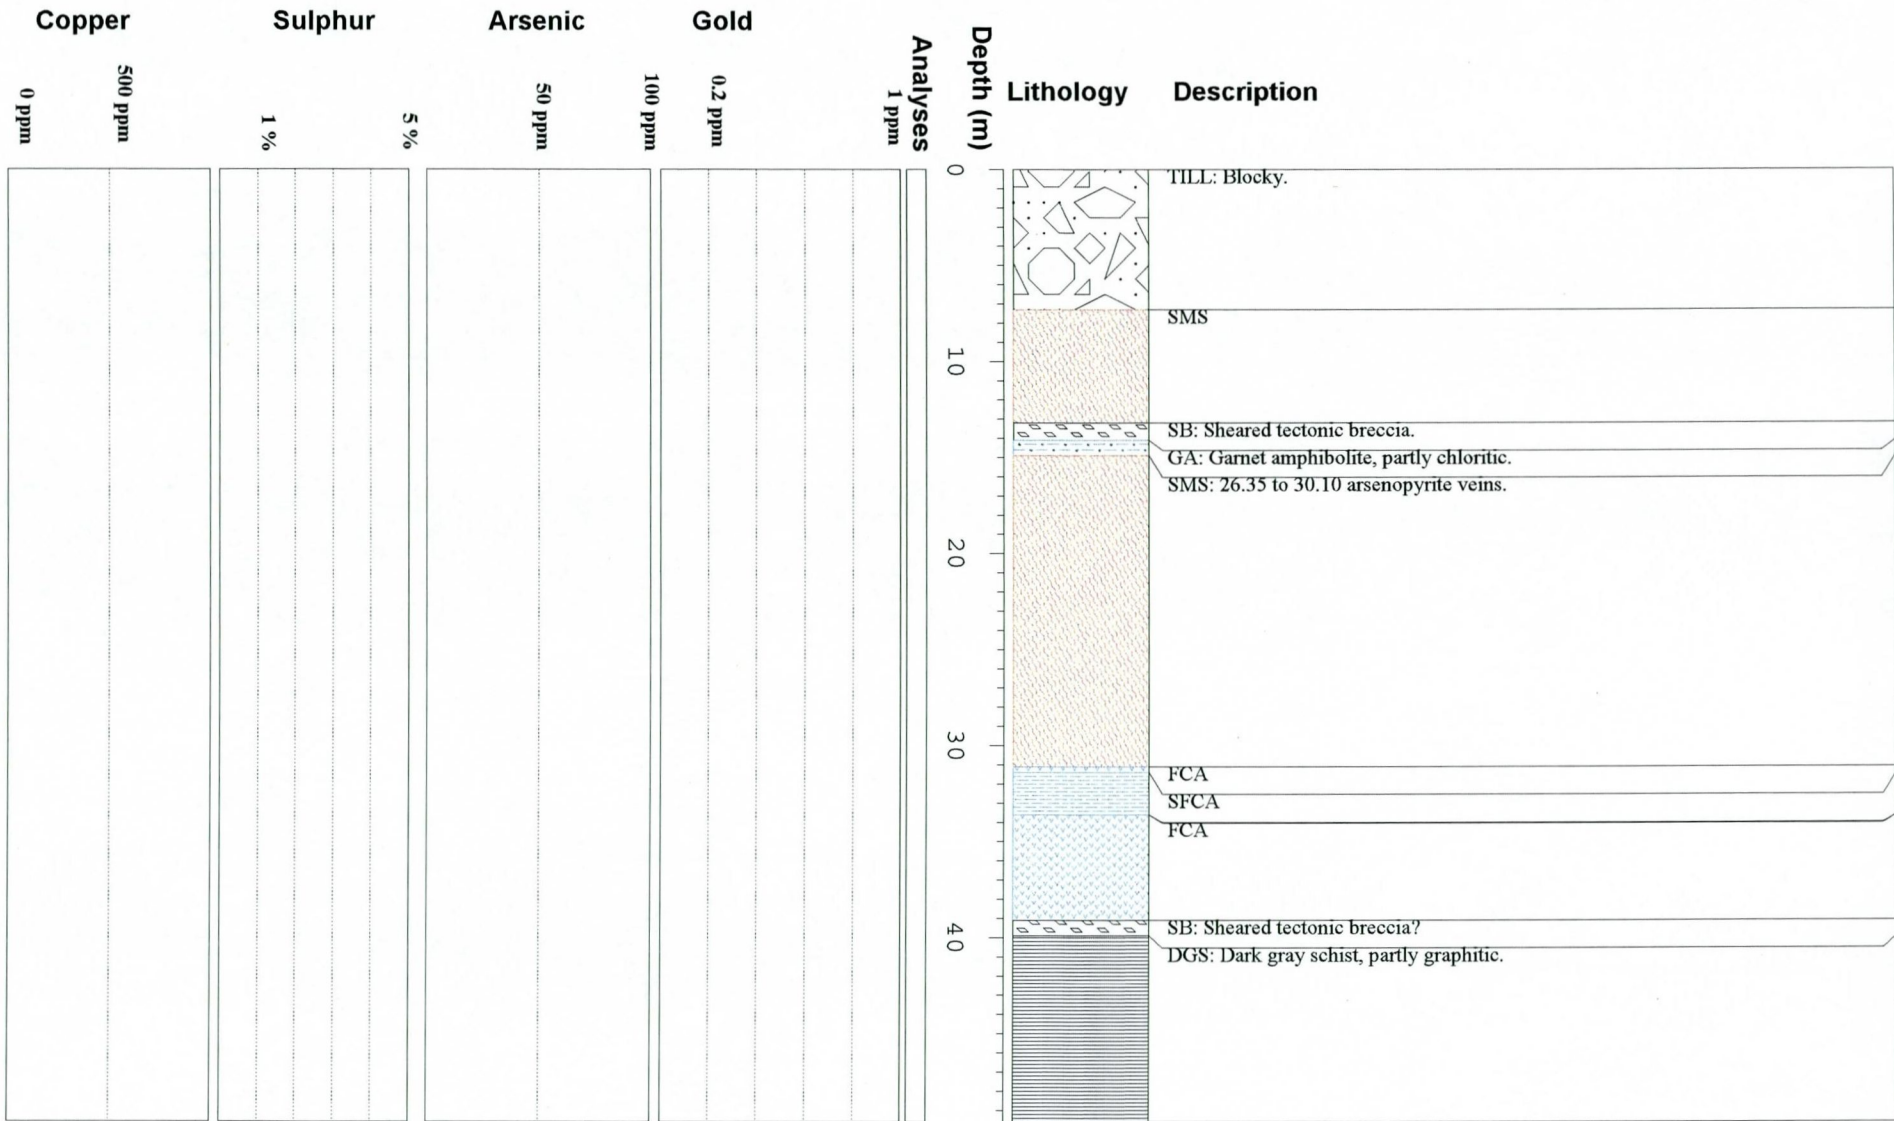 Copper
Sulphur
Arsenic
Gold
0 ppm
500 ppm
1 %
5 %
50 ppm
100 ppm
0.2 ppm
1 ppm
Analyses
Depth (m)
Lithology
Description
0
TILL: Blocky.
SMS
10
SB: Sheared tectonic breccia.
GA: Garnet amphibolite, partly chloritic.
SMS: 26.35 to 30.10 arsenopyrite veins.
20
30
FCA
SFCA
FCA
SB: Sheared tectonic breccia?
40
DGS: Dark gray schist, partly graphitic.